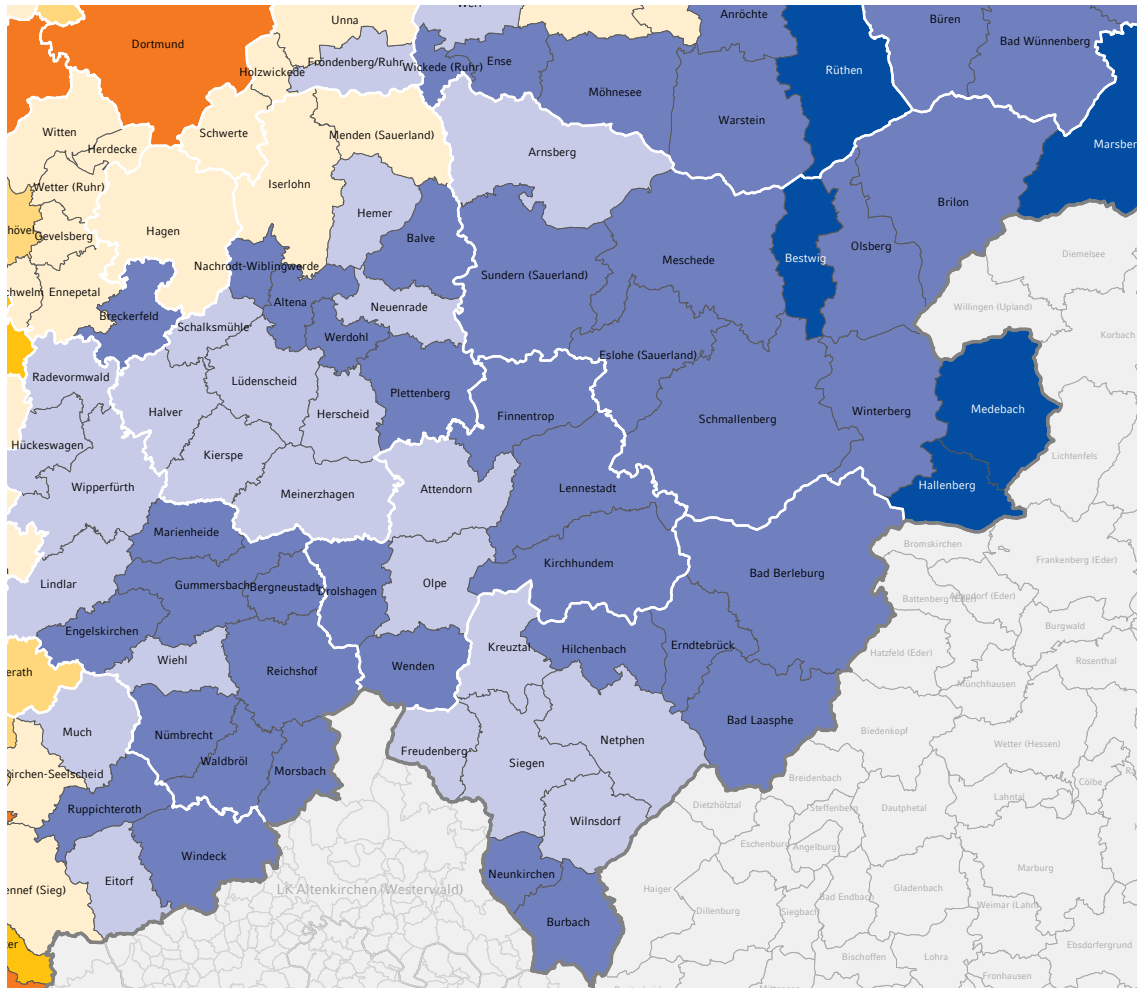 Unna
Anröchte
Büren
Dortmund
Bad Wünnenberg
Fröndenberg/Ruhr
Wickede (Ruhr)
Ense
Holzwickede
Rüthen
Möhnesee
Warstein
Witten
Schwerte
Menden (Sauerland)
Herdecke
Arnsberg
Wetter (Ruhr)
Iserlohn
Brilon
Hemer
Hagen
Gevelsberg
Balve
Olsberg
Diemelsee
Bestwig
Meschede
Nachrodt-Wiblingwerde
Sundern (Sauerland)
Ennepetal
Altena
Neuenrade
Willingen (Upland)
Breckerfeld
Schalksmühle
Werdohl
Korbach
Eslohe (Sauerland)
Radevormwald
Lüdenscheid
Plettenberg
Halver
Herscheid
Finnentrop
Schmallenberg
Winterberg
Medebach
Hückeswagen
Kierspe
Lichtenfels
Wipperfürth
Meinerzhagen
Attendorn
Lennestadt
Hallenberg
Marienheide
Bromskirchen
Kirchhundem
Frankenberg (Eder)
Bad Berleburg
Lindlar
Gummersbach
Bergneustadt
Drolshagen
Olpe
Battenberg (Eder)
Allendorf (Eder)
Engelskirchen
Burgwald
Kreuztal
Hilchenbach
Erndtebrück
Hatzfeld (Eder)
Wiehl
Rosenthal
Reichshof
Wenden
Münchhausen
Bad Laasphe
Much
Nümbrecht
Biedenkopf
Netphen
Wetter (Hessen)
Freudenberg
Waldbröl
Siegen
Morsbach
Breidenbach
Cölbe
Lahntal
Ruppichteroth
Dietzhölztal
Steffenberg
Dautphetal
Wilnsdorf
Eschenburg
Angelburg
Windeck
Marburg
Neunkirchen
Eitorf
LK Altenkirchen (Westerwald)
Haiger
Gladenbach
Bad Endbach
Weimar (Lahn)
Dillenburg
Siegbach
Burbach
Ebsdorfergrund
Bischoffen
Lohra
Fronhausen